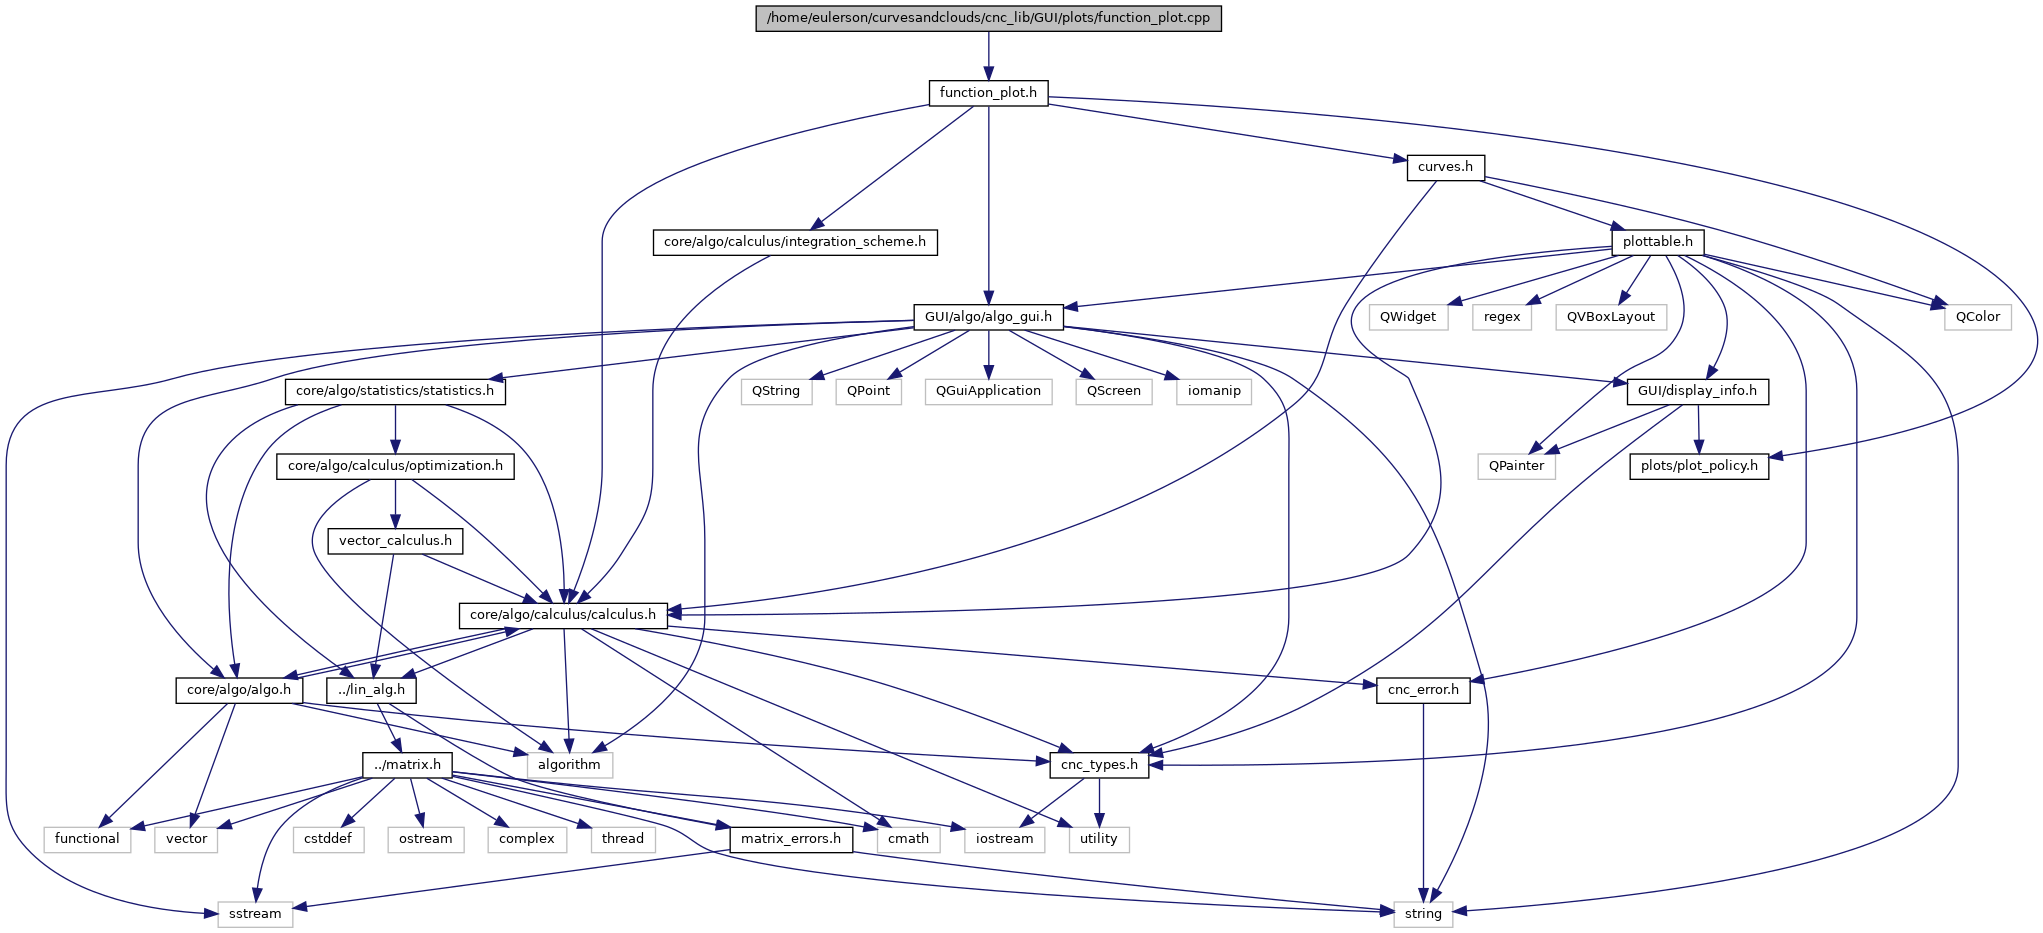 /home/eulerson/curvesandclouds/cnc_lib/GUI/plots/function_plot.cpp
function_plot.h
curves.h
core/algo/calculus/integration_scheme.h
plottable.h
GUI/algo/algo_gui.h
QWidget
regex
QVBoxLayout
QColor
core/algo/statistics/statistics.h
QString
QPoint
QGuiApplication
QScreen
iomanip
GUI/display_info.h
core/algo/calculus/optimization.h
QPainter
plots/plot_policy.h
vector_calculus.h
core/algo/calculus/calculus.h
core/algo/algo.h
../lin_alg.h
cnc_error.h
../matrix.h
algorithm
cnc_types.h
functional
vector
cstddef
ostream
complex
thread
matrix_errors.h
cmath
iostream
utility
sstream
string